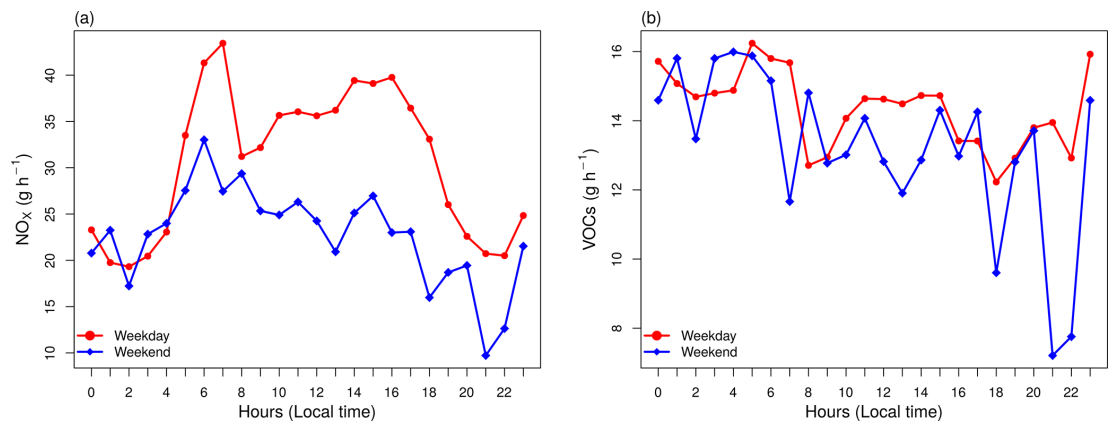 (a)
NOX (g h−1)
40
35
30
25
20
15
10
Weekday
Weekend
0 2 4 6 8 10 12 14 16 18 20 22
Hours (Local time)
(b)
VOCs (g h−1)
16
14
12
10
8
Weekday
Weekend
0 2 4 6 8 10 12 14 16 18 20 22
Hours (Local time)